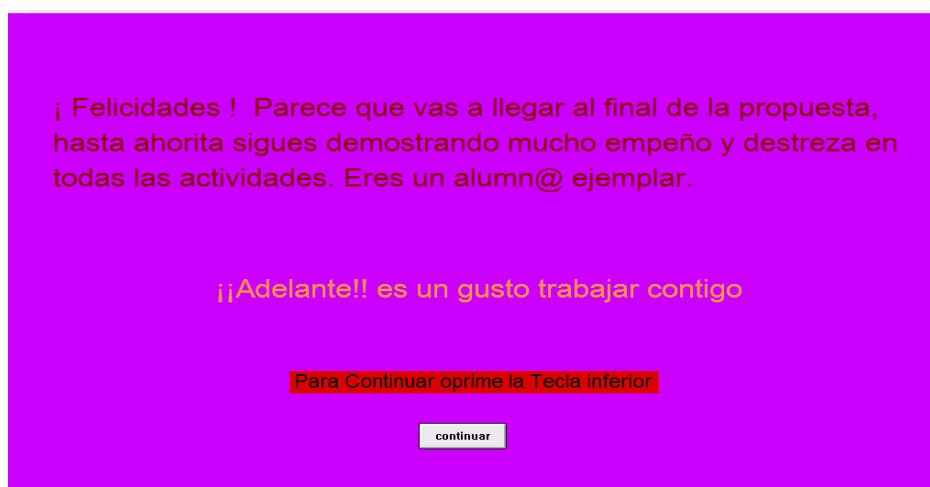 ¡ Felicidades ! Parece que vas a llegar al final de la propuesta,
hasta ahorita sigues demostrando mucho empeño y destreza en
todas las actividades. Eres un alumn@ ejemplar.
¡¡Adelante!! es un gusto trabajar contigo
Para Continuar oprime la Tecla inferior
continuar